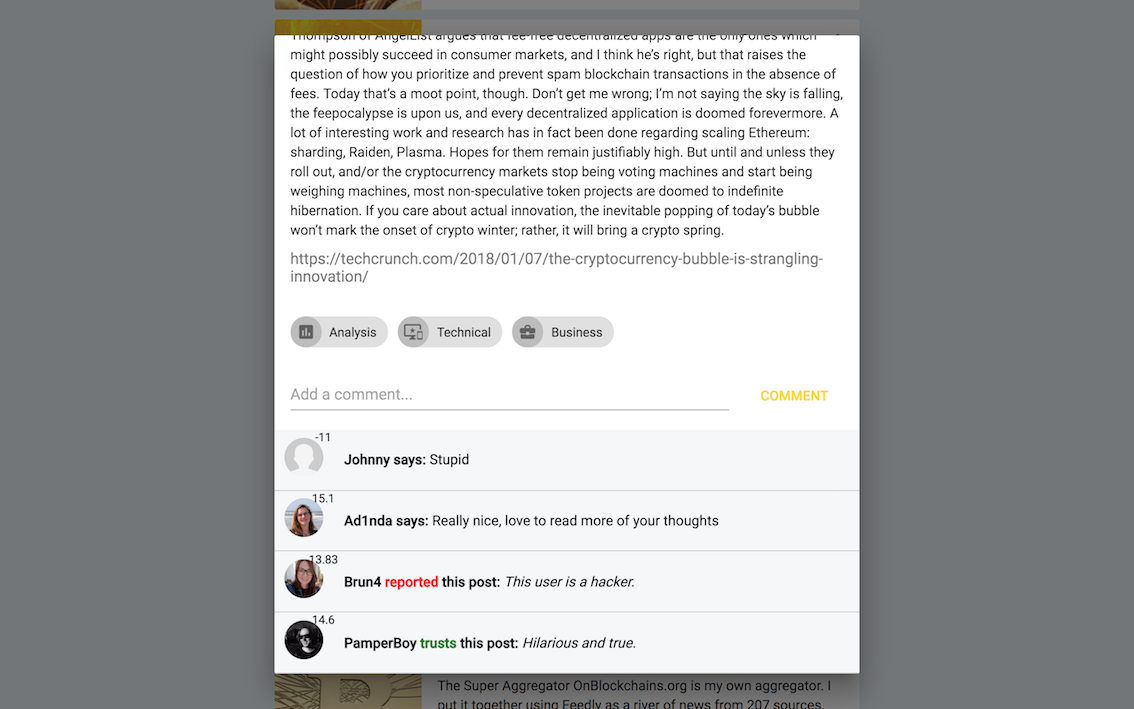 Thompson of AngelList argues that fee-free decentralized apps are the only ones which
might possibly succeed in consumer markets, and I think he’s right, but that raises the
question of how you prioritize and prevent spam blockchain transactions in the absence of
fees. Today that’s a moot point, though. Don’t get me wrong; I’m not saying the sky is falling,
the feepocalypse is upon us, and every decentralized application is doomed forevermore. A
lot of interesting work and research has in fact been done regarding scaling Ethereum:
sharding, Raiden, Plasma. Hopes for them remain justifiably high. But until and unless they
roll out, and/or the cryptocurrency markets stop being voting machines and start being
weighing machines, most non-speculative token projects are doomed to indefinite
hibernation. If you care about actual innovation, the inevitable popping of today’s bubble
won’t mark the onset of crypto winter; rather, it will bring a crypto spring.
https://techcrunch.com/2018/01/07/the-cryptocurrency-bubble-is-strangling-
innovation/
Analysis Technical Business
Add a comment... COMMENT
-11
Johnny says: Stupid
15.1
Ad1nda says: Really nice, love to read more of your thoughts
13.83
Brun4 reported this post: This user is a hacker.
14.6
PamperBoy trusts this post: Hilarious and true.
The Super Aggregator OnBlockchains.org is my own aggregator. I
put it together using Feedly as a river of news from 207 sources.